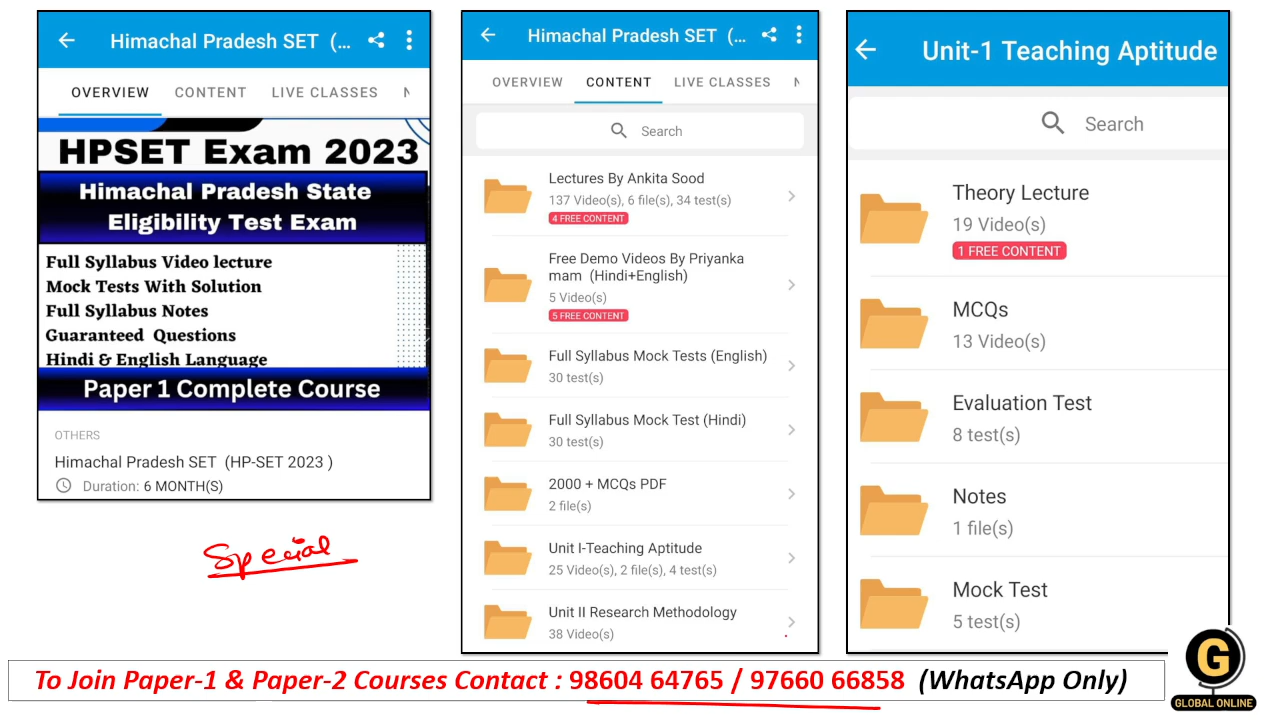 Himachal Pradesh SET (...
OVERVIEW CONTENT LIVE CLASSES N
HPSET Exam 2023
Himachal Pradesh State
Eligibility Test Exam
Full Syllabus Video lecture
Mock Tests With Solution
Full Syllabus Notes
Guaranteed Questions
Hindi & English Language
Paper 1 Complete Course
OTHERS
Himachal Pradesh SET (HP-SET 2023 )
Duration: 6 MONTH(S)
Special
Himachal Pradesh SET (...
OVERVIEW CONTENT LIVE CLASSES N
Search
Lectures By Ankita Sood
137 Video(s), 6 file(s), 34 test(s)
4 FREE CONTENT
Free Demo Videos By Priyanka
mam (Hindi+English)
5 Video(s)
5 FREE CONTENT
Full Syllabus Mock Tests (English)
30 test(s)
Full Syllabus Mock Test (Hindi)
30 test(s)
2000 + MCQs PDF
2 file(s)
Unit I-Teaching Aptitude
25 Video(s), 2 file(s), 4 test(s)
Unit II Research Methodology
38 Video(s)
Unit-1 Teaching Aptitude
Search
Theory Lecture
19 Video(s)
1 FREE CONTENT
MCQs
13 Video(s)
Evaluation Test
8 test(s)
Notes
1 file(s)
Mock Test
5 test(s)
To Join Paper-1 & Paper-2 Courses Contact : 98604 64765 / 97660 66858 (WhatsApp Only)
G
GLOBAL ONLINE